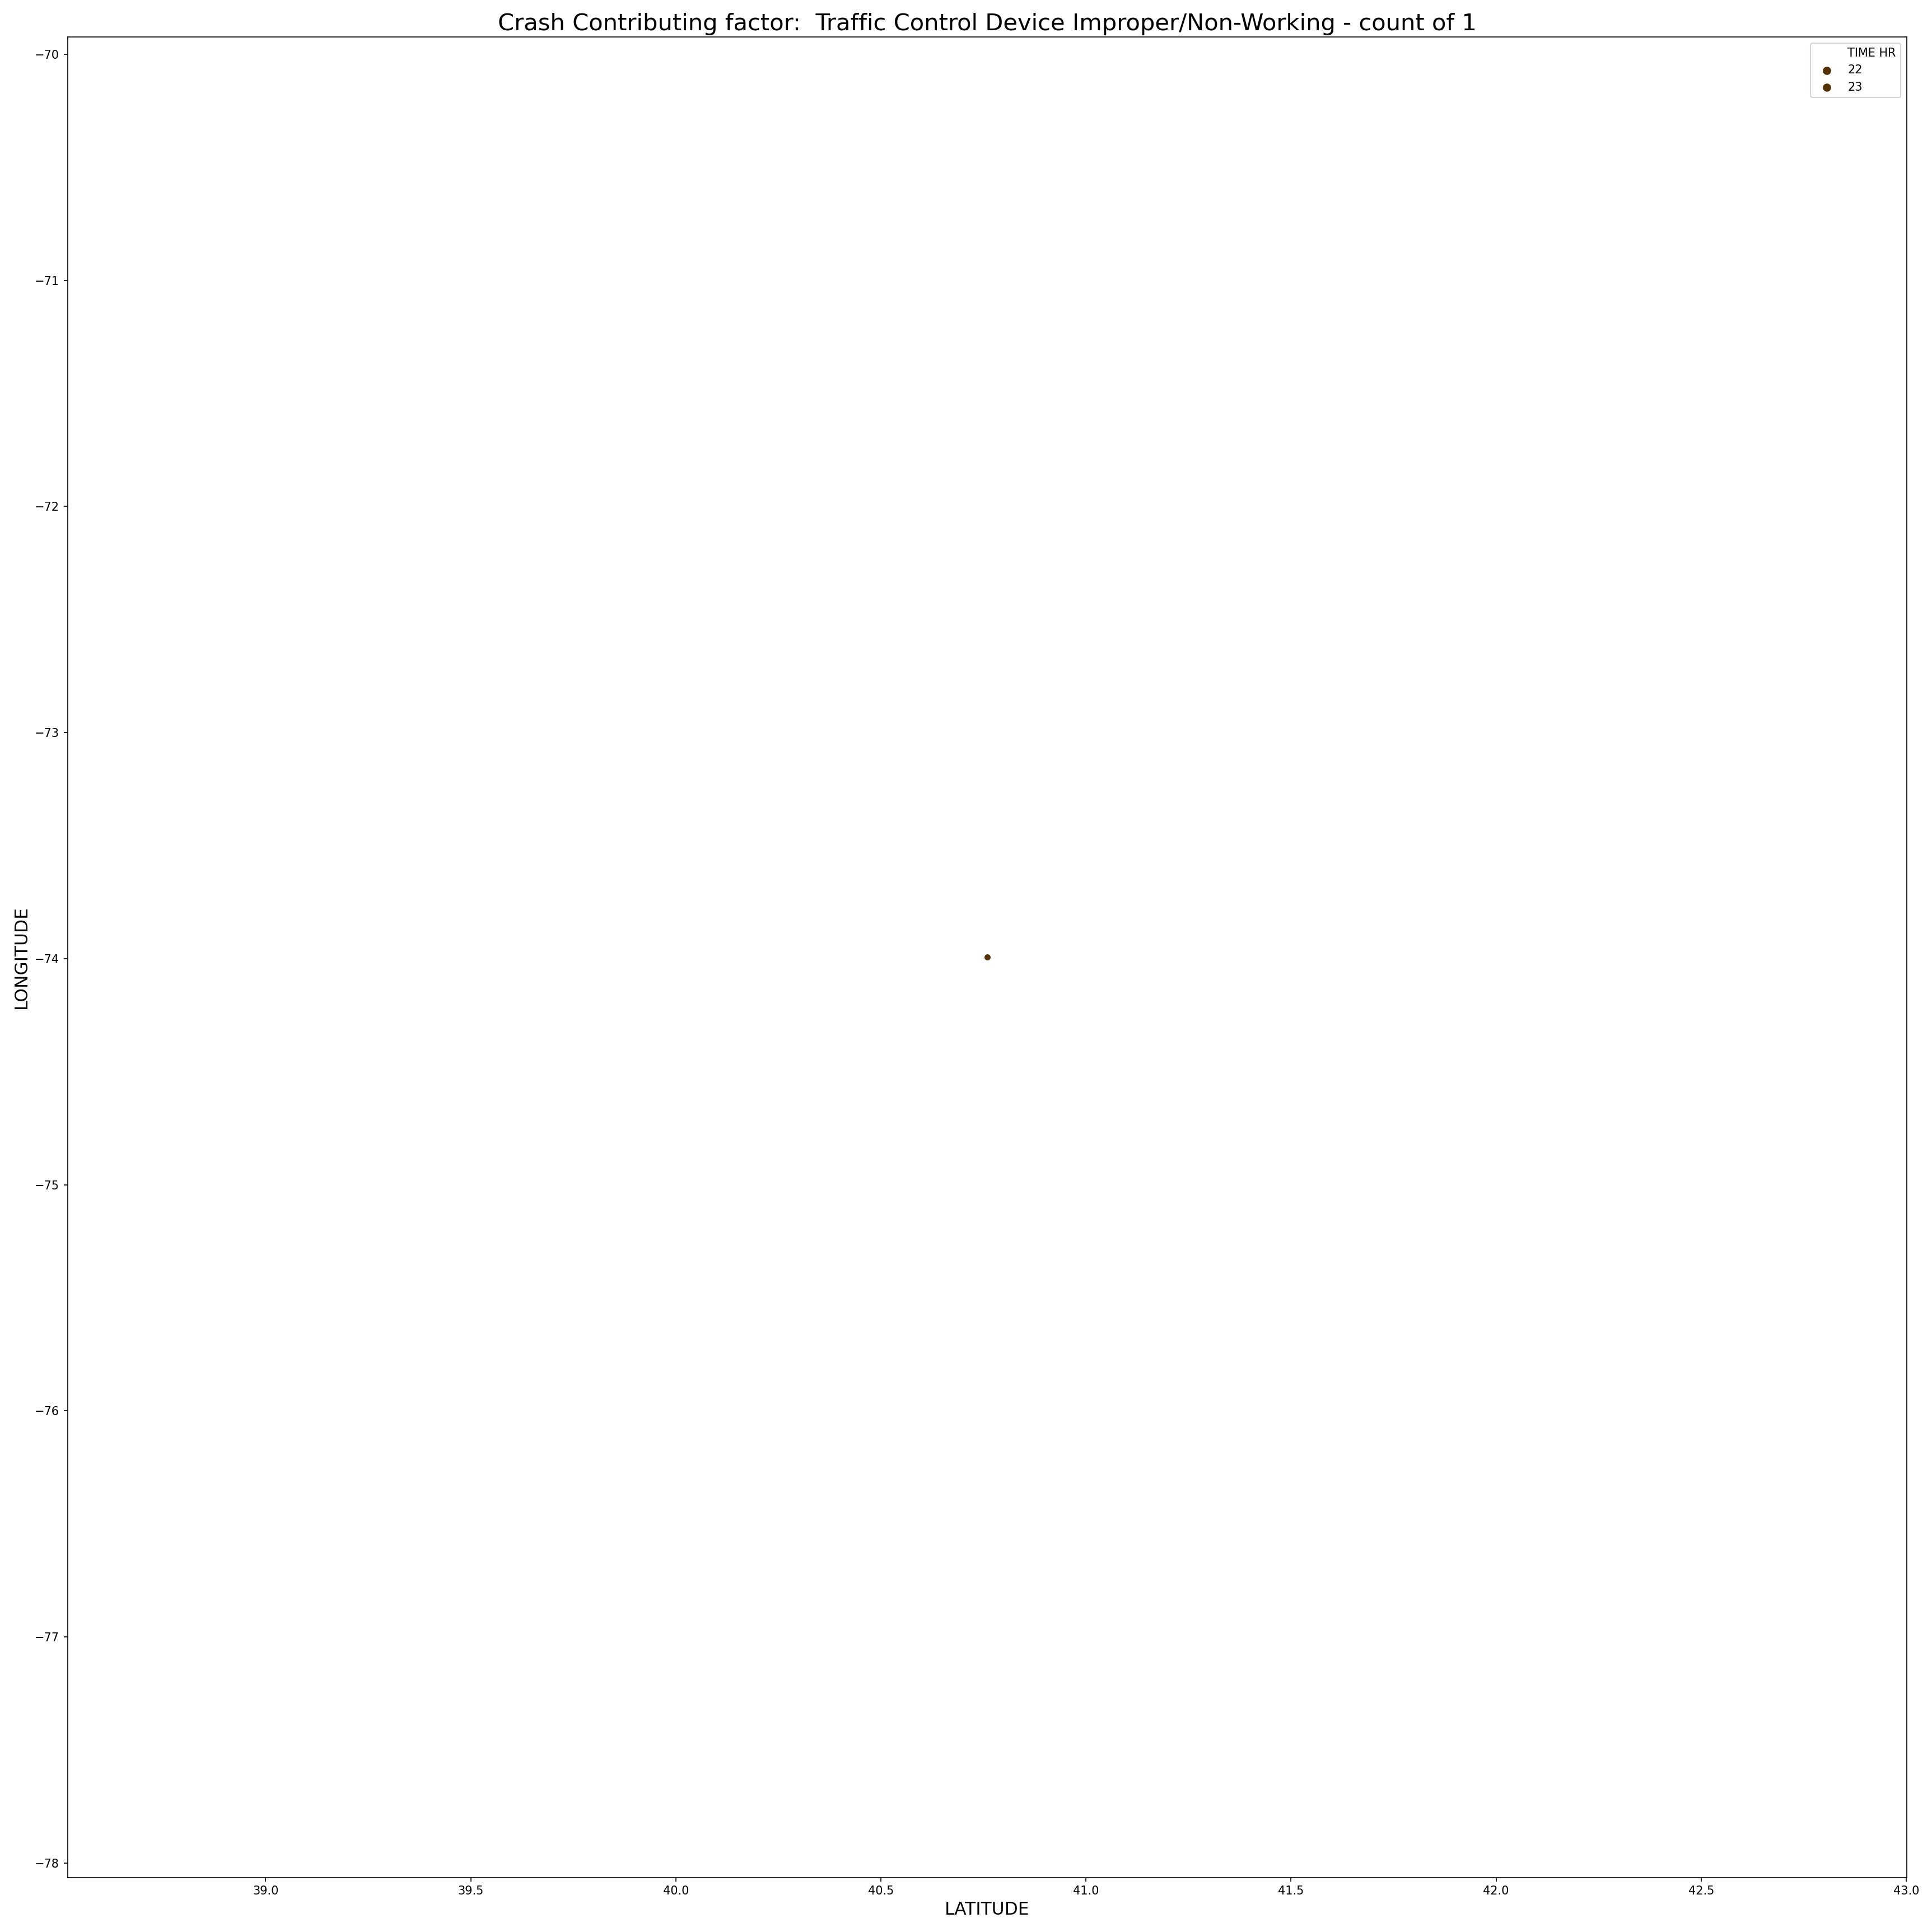 Crash Contributing factor:  Traffic Control Device Improper/Non-Working - count of 1
TIME HR
22
23
−70
−71
−72
−73
−74
−75
−76
−77
−78
LONGITUDE
39.0 39.5 40.0 40.5 41.0 41.5 42.0 42.5 43.0
LATITUDE